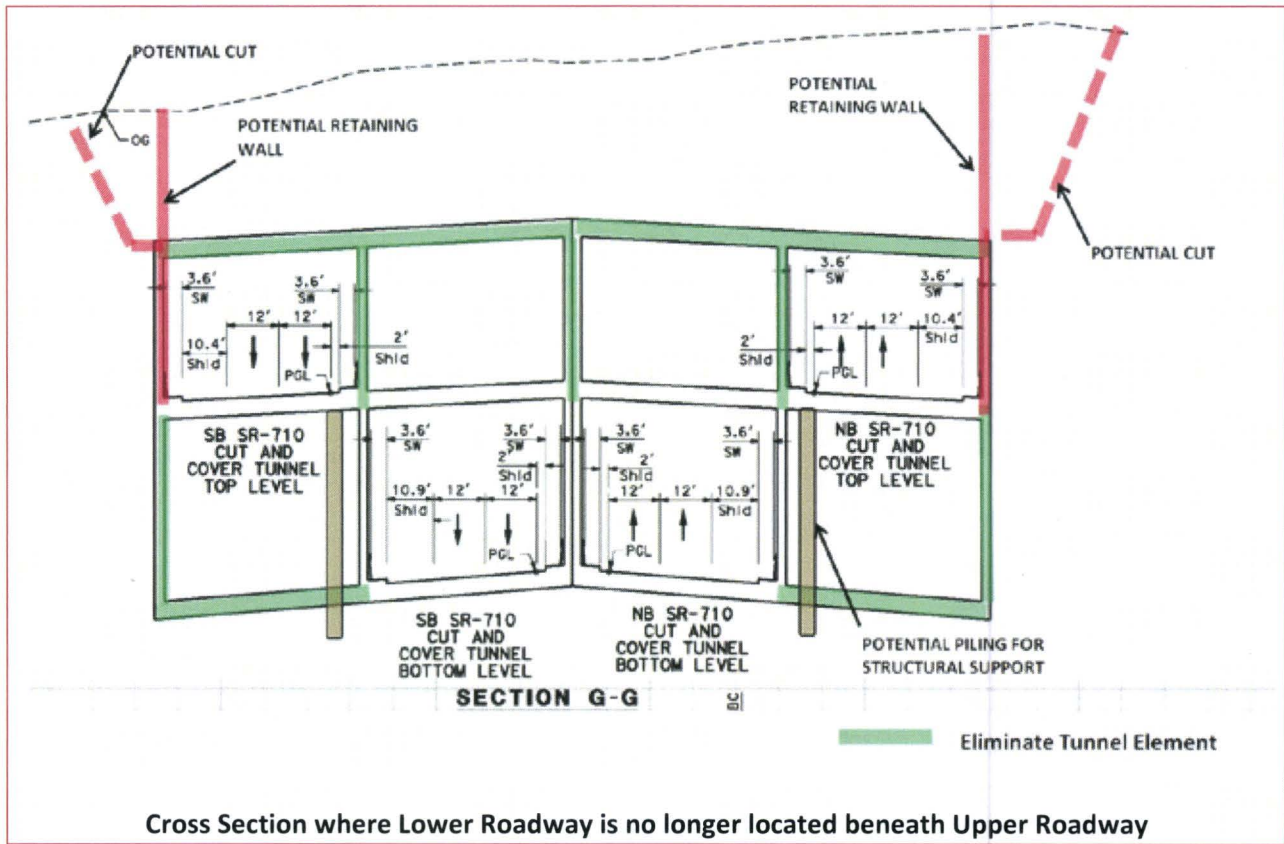 POTENTIAL CUT
OG
POTENTIAL RETAINING
WALL
POTENTIAL
RETAINING WALL
POTENTIAL CUT
3.6'
SW
3.6'
SW
12'
12'
10.4'
Shld
2'
Shld
PGL
3.6'
SW
3.6'
SW
12'
12'
10.4'
Shld
2'
Shld
PGL
SB SR-710
CUT AND
COVER TUNNEL
TOP LEVEL
3.6'
SW
3.6'
SW
2'
Shld
10.9'
Shld
12'
12'
PGL
3.6'
SW
3.6'
SW
2'
Shld
12'
12'
10.9'
Shld
PGL
NB SR-710
CUT AND
COVER TUNNEL
TOP LEVEL
SB SR-710
CUT AND
COVER TUNNEL
BOTTOM LEVEL
NB SR-710
CUT AND
COVER TUNNEL
BOTTOM LEVEL
POTENTIAL PILING FOR
STRUCTURAL SUPPORT
SECTION G-G
Eliminate Tunnel Element
Cross Section where Lower Roadway is no longer located beneath Upper Roadway